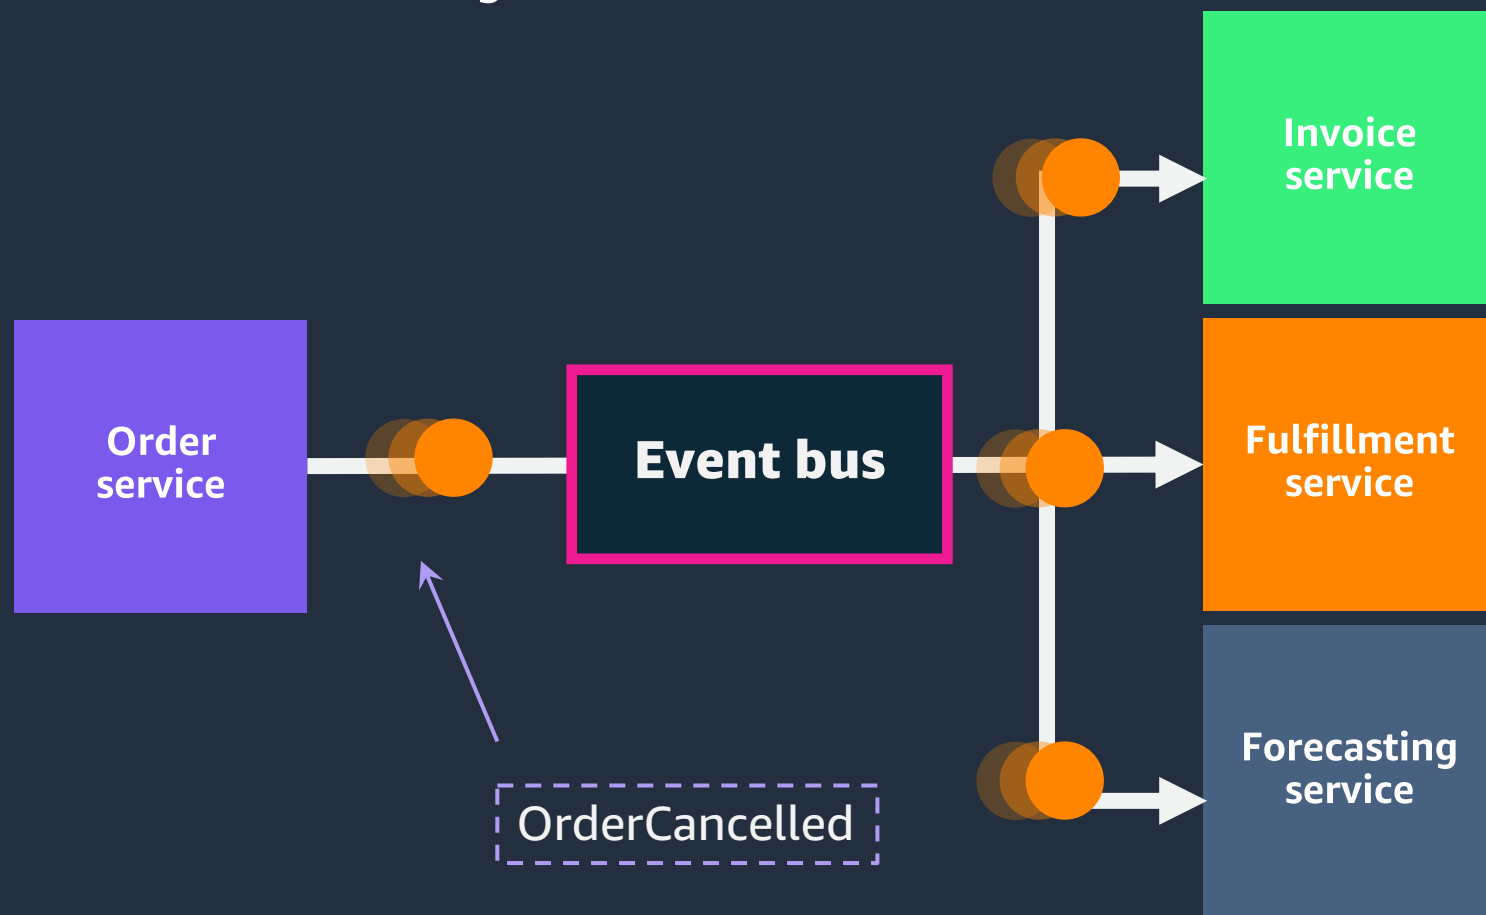 Order
service
Event bus
OrderCancelled
Invoice
service
Fulfillment
service
Forecasting
service